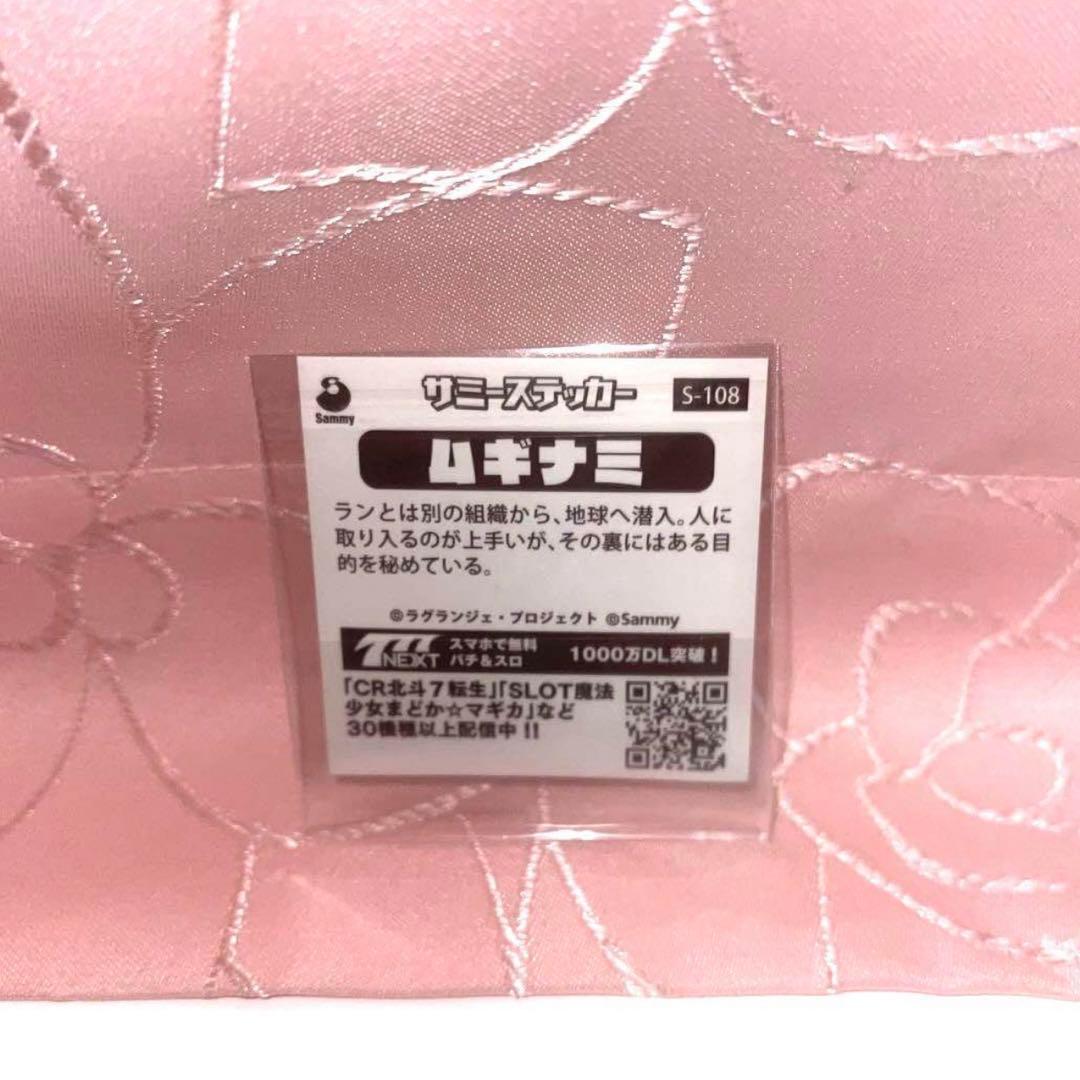 Sammy
サミーステッカー
S-108
ムギナミ
ランとは別の組織から、地球へ潜入。人に
取り入るのが上手いが、その裏にはある目
的を秘めている。
©ラグランジェ・プロジェクト ©Sammy
777NEXT
スマホで無料
パチ&スロ
1000万DL突破！
「CR北斗7転生」「SLOT魔法
少女まどか☆マギカ」など
30機種以上配信中！！